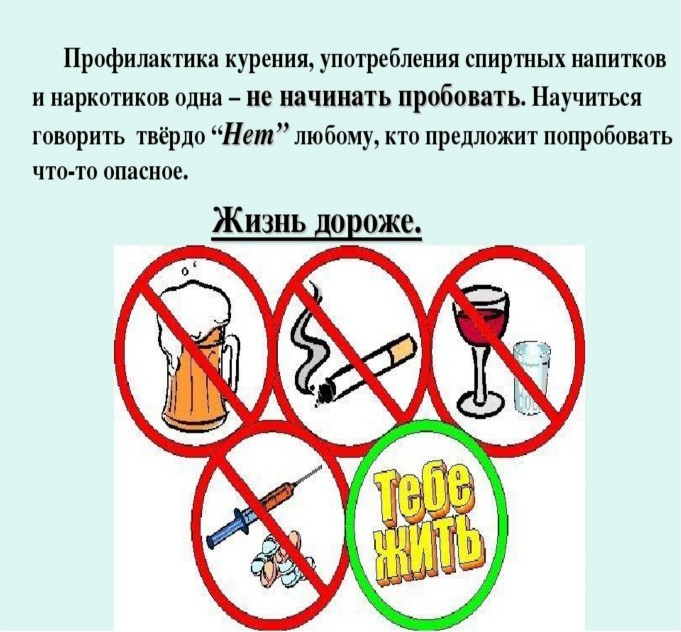 Профилактика курения, употребления спиртных напитков
и наркотиков одна – не начинать пробовать. Научиться
говорить твёрдо “Нет” любому, кто предложит попробовать
что-то опасное.
Жизнь дороже.
Тебе
ЖИТЬ